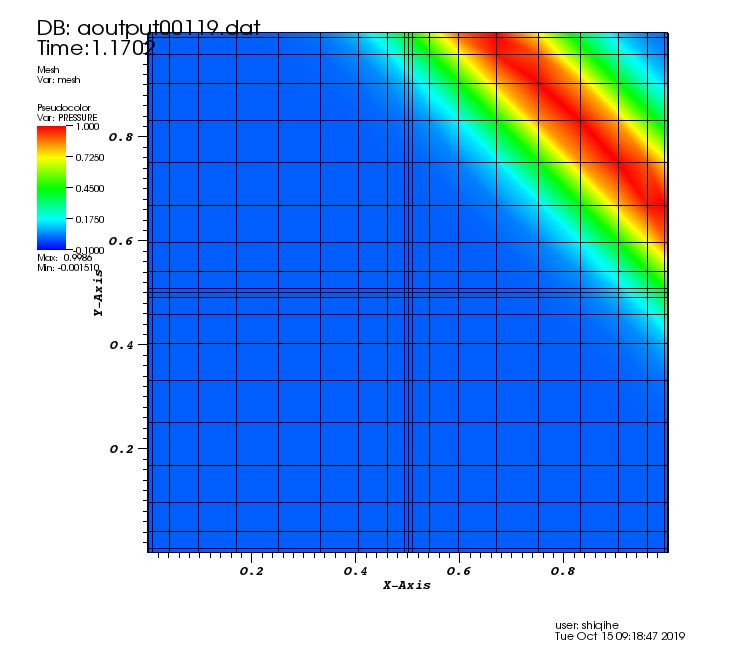 DB: aoutput00119.dat
Time:1.1702
Mesh
Var: mesh
Pseudocolor
Var: PRESSURE
1.000
0.7250
0.4500
0.1750
-0.1000
Max: 0.9986
Min: -0.001510
Y-Axis
0.8
0.6
0.4
0.2
0.2 0.4 0.6 0.8
X-Axis
user: shiqihe
Tue Oct 15 09:18:47 2019